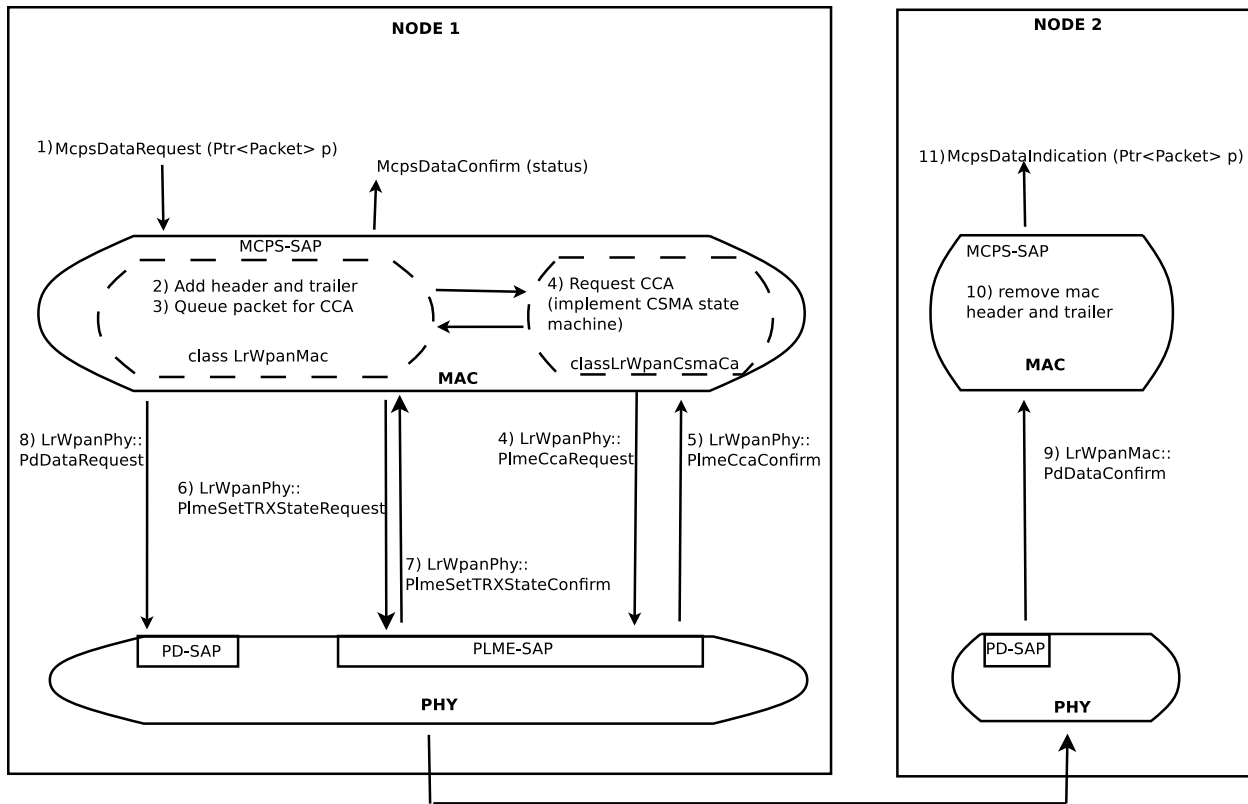 NODE 1
1) McpsDataRequest (Ptr<Packet> p)
McpsDataConfirm (status)
MCPS-SAP
2) Add header and trailer
3) Queue packet for CCA
class LrWpanMac
4) Request CCA
(implement CSMA state
machine)
classLrWpanCsmaCa
MAC
8) LrWpanPhy::
PdDataRequest
6) LrWpanPhy::
PlmeSetTRXStateRequest
7) LrWpanPhy::
PlmeSetTRXStateConfirm
4) LrWpanPhy::
PlmeCcaRequest
5) LrWpanPhy::
PlmeCcaConfirm
PD-SAP
PLME-SAP
PHY
NODE 2
11) McpsDataIndication (Ptr<Packet> p)
MCPS-SAP
10) remove mac
header and trailer
MAC
9) LrWpanMac::
PdDataConfirm
PD-SAP
PHY